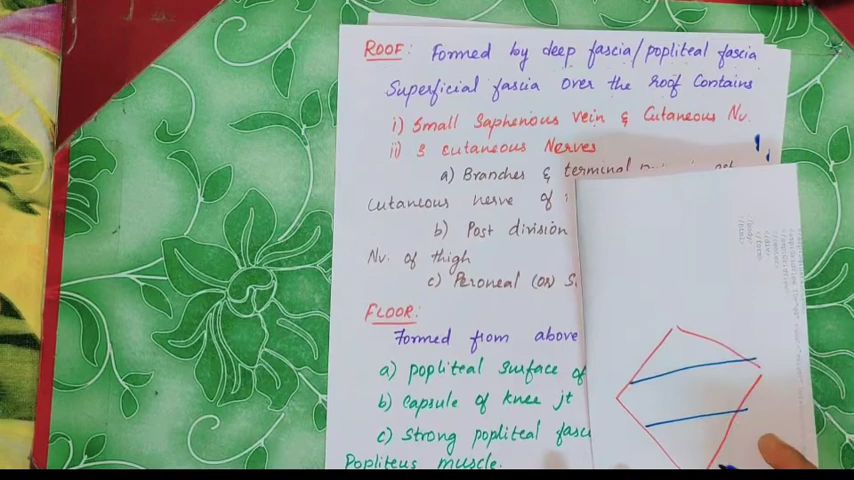 ROOF: Formed by deep fascia/popliteal fascia
Superficial fascia over the roof Contains
i) Small Saphenous vein & Cutaneous Nv.
ii) 3 cutaneous Nerves
a) Branches & terminal
Cutaneous nerve of
b) Post division
Nv. of thigh
c) Peroneal (or) S
FLOOR:
Formed from above
a) popliteal surface of
b) Capsule of knee jt
c) Strong popliteal fasc
Popliteus muscle.